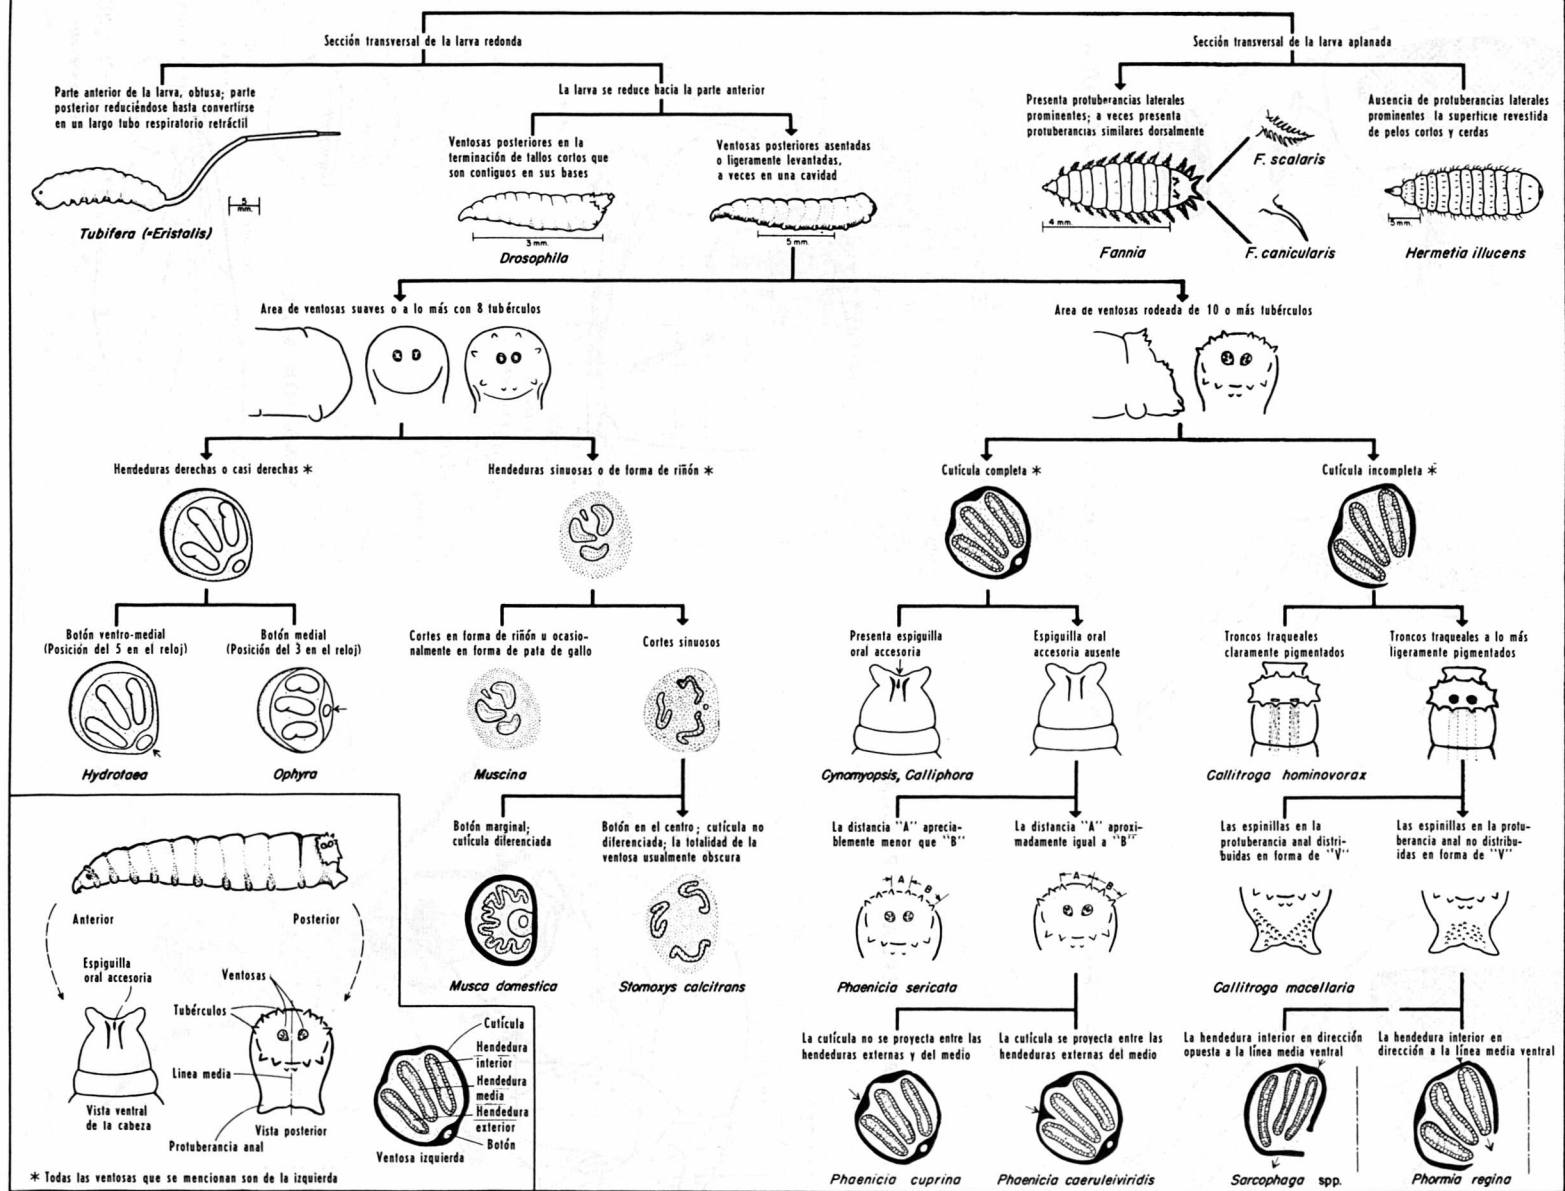 Sección transversal de la larva redonda
Sección transversal de la larva aplanada
Parte anterior de la larva, obtusa; parte
posterior reduciéndose hasta convertirse
en un largo tubo respiratorio retráctil
La larva se reduce hacia la parte anterior
Presenta protuberancias laterales
prominentes; a veces presenta
protuberancias similares dorsalmente
Ausencia de protuberancias laterales
prominentes la superficie revestida
de pelos cortos y cerdas
Ventosas posteriores en la
terminación de tallos cortos que
son contiguos en sus bases
Ventosas posteriores asentadas
o ligeramente levantadas,
a veces en una cavidad
F. scalaris
5
mm.
4 mm.
5 mm.
Tubifera (=Eristalis)
3 mm.
5 mm.
Drosophila
Fannia
F. canicularis
Hermetia illucens
Area de ventosas suaves o a lo más con 8 tubérculos
Area de ventosas rodeada de 10 o más tubérculos
Hendeduras derechas o casi derechas *
Hendeduras sinuosas o de forma de riñón *
Cutícula completa *
Cutícula incompleta *
Botón ventro-medial
(Posición del 5 en el reloj)
Botón medial
(Posición del 3 en el reloj)
Cortes en forma de riñón u ocasio-
nalmente en forma de pata de gallo
Cortes sinuosos
Presenta espiguilla
oral accesoria
Espiguilla oral
accesoria ausente
Troncos traqueales
claramente pigmentados
Troncos traqueales a lo más
ligeramente pigmentados
Hydrotaea
Ophyra
Muscina
Cynomyopsis, Calliphora
Callitroga hominovorax
Botón marginal;
cutícula diferenciada
Botón en el centro; cutícula no
diferenciada; la totalidad de la
ventosa usualmente obscura
La distancia "A" aprecia-
blemente menor que "B"
La distancia "A" aproxi-
madamente igual a "B"
Las espinillas en la
protuberancia anal distri-
buidas en forma de "V"
Las espinillas en la protu-
berancia anal no distribu-
idas en forma de "V"
A
B
A
B
Musca domestica
Stomoxys calcitrans
Phaenicia sericata
Callitroga macellaria
Anterior
Posterior
Espiguilla
oral accesoria
Ventosas
Tubérculos
Linea media
Vista ventral
de la cabeza
Vista posterior
Protuberancia anal
Cutícula
Hendedura
interior
Hendedura
media
Hendedura
exterior
Botón
Ventosa izquierda
* Todas las ventosas que se mencionan son de la izquierda
La cutícula no se proyecta entre las
hendeduras externas y del medio
La cutícula se proyecta entre las
hendeduras externas del medio
La hendedura interior en dirección
opuesta a la línea media ventral
La hendedura interior en
dirección a la línea media ventral
Phaenicia cuprina
Phaenicia caeruleiviridis
Sarcophaga spp.
Phormia regina